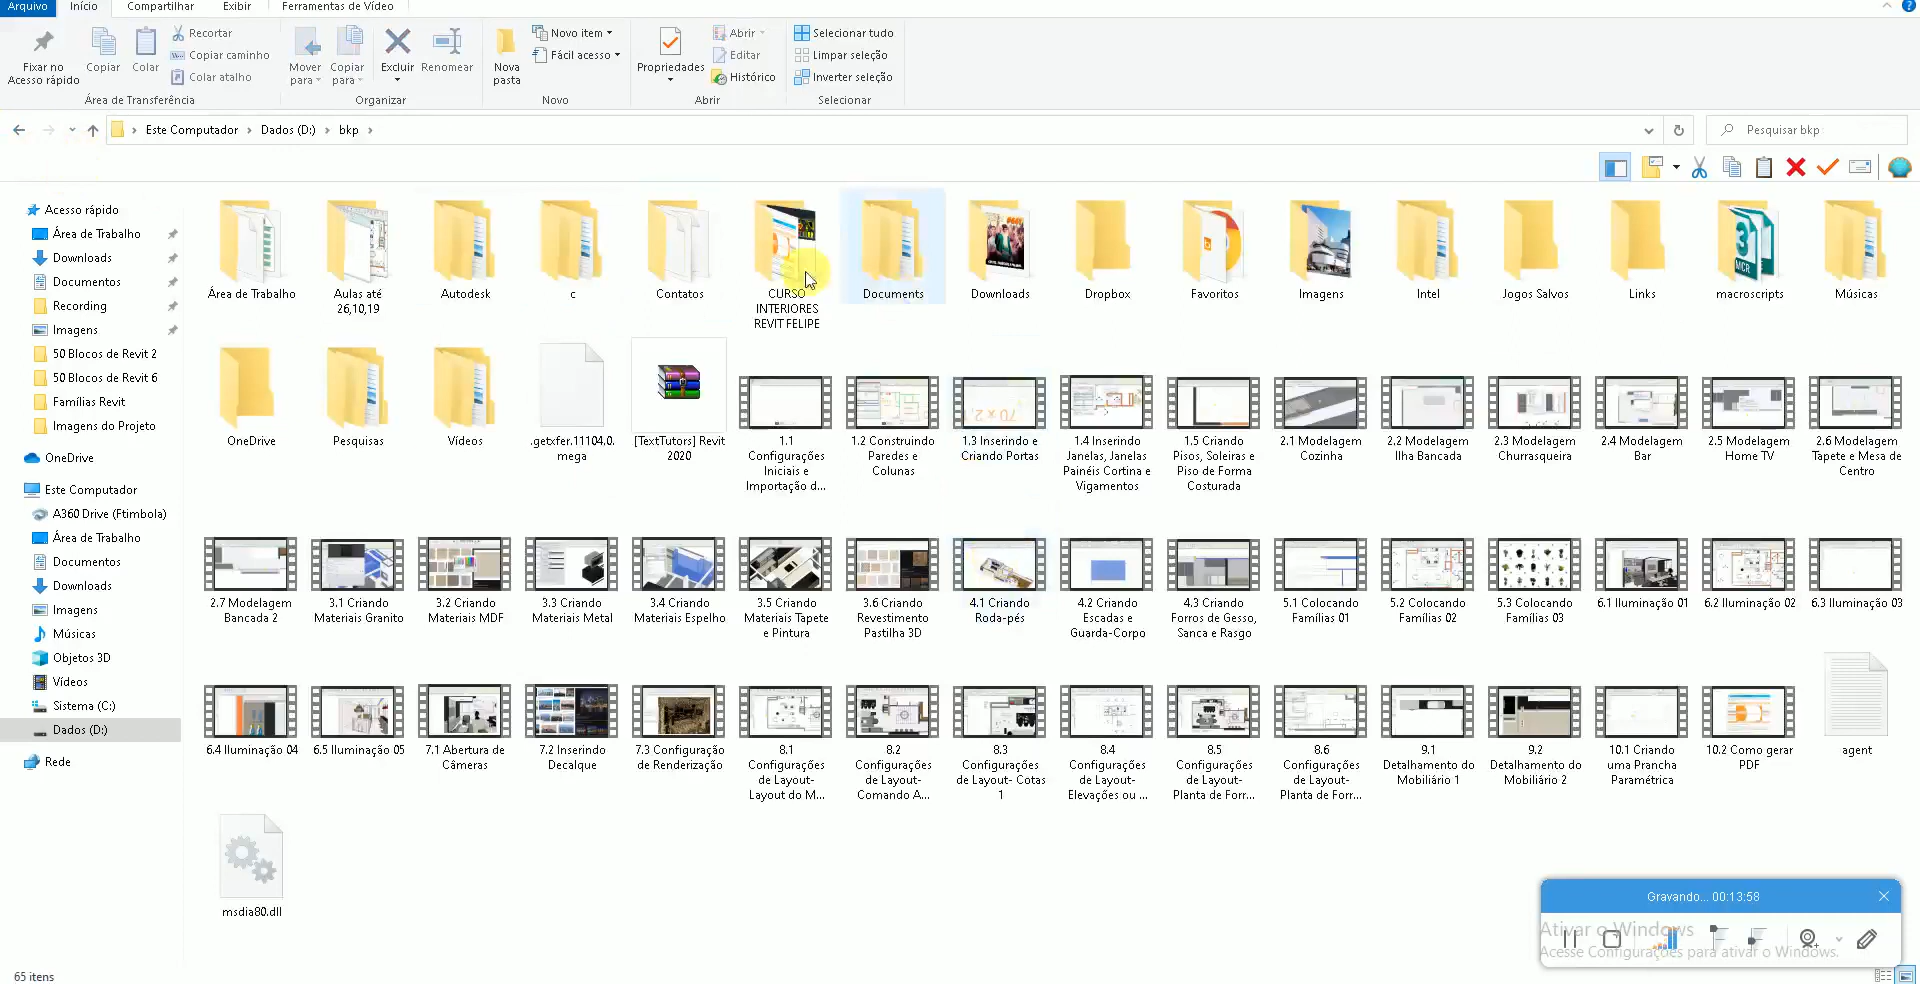 Arquivo Início Compartilhar Exibir Ferramentas de Vídeo
Fixar no
Acesso rápido
Copiar
Colar
Recortar
Copiar caminho
Colar atalho
Área de Transferência
Mover
para
Copiar
para
Excluir
Renomear
Organizar
Nova
pasta
Novo item
Fácil acesso
Novo
Propriedades
Abrir
Editar
Histórico
Abrir
Selecionar tudo
Limpar seleção
Inverter seleção
Selecionar
Este Computador Dados (D:) bkp
Pesquisar bkp
Acesso rápido
Área de Trabalho
Downloads
Documentos
Recording
Imagens
50 Blocos de Revit 2
50 Blocos de Revit 6
Famílias Revit
Imagens do Projeto
OneDrive
Este Computador
A360 Drive (Ftimbola)
Área de Trabalho
Documentos
Downloads
Imagens
Músicas
Objetos 3D
Vídeos
Sistema (C:)
Dados (D:)
Rede
Área de Trabalho
Aulas até
26,10,19
Autodesk
c
Contatos
CURSO
INTERIORES
REVIT FELIPE
Documents
Downloads
Dropbox
Favoritos
Imagens
Intel
Jogos Salvos
Links
3
MCR
macroscripts
Músicas
OneDrive
Pesquisas
Vídeos
.getxfer.11104,0.
mega
[TextTutors] Revit
2020
1.1
Configurações
Iniciais e
Importação d...
1.2 Construindo
Paredes e
Colunas
70 x 2
1.3 Inserindo e
Criando Portas
1.4 Inserindo
Janelas, Janelas
Painéis Cortina e
Vigamentos
1.5 Criando
Pisos, Soleiras e
Piso de Forma
Costurada
2.1 Modelagem
Cozinha
2.2 Modelagem
Ilha Bancada
2.3 Modelagem
Churrasqueira
2.4 Modelagem
Bar
2.5 Modelagem
Home TV
2.6 Modelagem
Tapete e Mesa de
Centro
2.7 Modelagem
Bancada 2
3.1 Criando
Materiais Granito
3.2 Criando
Materiais MDF
3.3 Criando
Materiais Metal
3.4 Criando
Materiais Espelho
3.5 Criando
Materiais Tapete
e Pintura
3.6 Criando
Revestimento
Pastilha 3D
4.1 Criando
Roda-pés
4.2 Criando
Escadas e
Guarda-Corpo
4.3 Criando
Forros de Gesso,
Sanca e Rasgo
5.1 Colocando
Famílias 01
5.2 Colocando
Famílias 02
5.3 Colocando
Famílias 03
6.1 Iluminação 01
6.2 Iluminação 02
6.3 Iluminação 03
6.4 Iluminação 04
6.5 Iluminação 05
7.1 Abertura de
Câmeras
7.2 Inserindo
Decalque
7.3 Configuração
de Renderização
8.1
Configurações
de Layout-
Layout do M...
8.2
Configurações
de Layout-
Comando A...
8.3
Configurações
de Layout- Cotas
1
8.4
Configurações
de Layout-
Elevações ou ...
8.5
Configurações
de Layout-
Planta de Forr...
8.6
Configurações
de Layout-
Planta de Forr...
9.1
Detalhamento do
Mobiliário 1
9.2
Detalhamento do
Mobiliário 2
10.1 Criando
uma Prancha
Paramétrica
10.2 Como gerar
PDF
agent
msdia80.dll
Gravando... 00:13:58
Ativar o Windows
Acesse Configurações para ativar o Windows.
65 itens